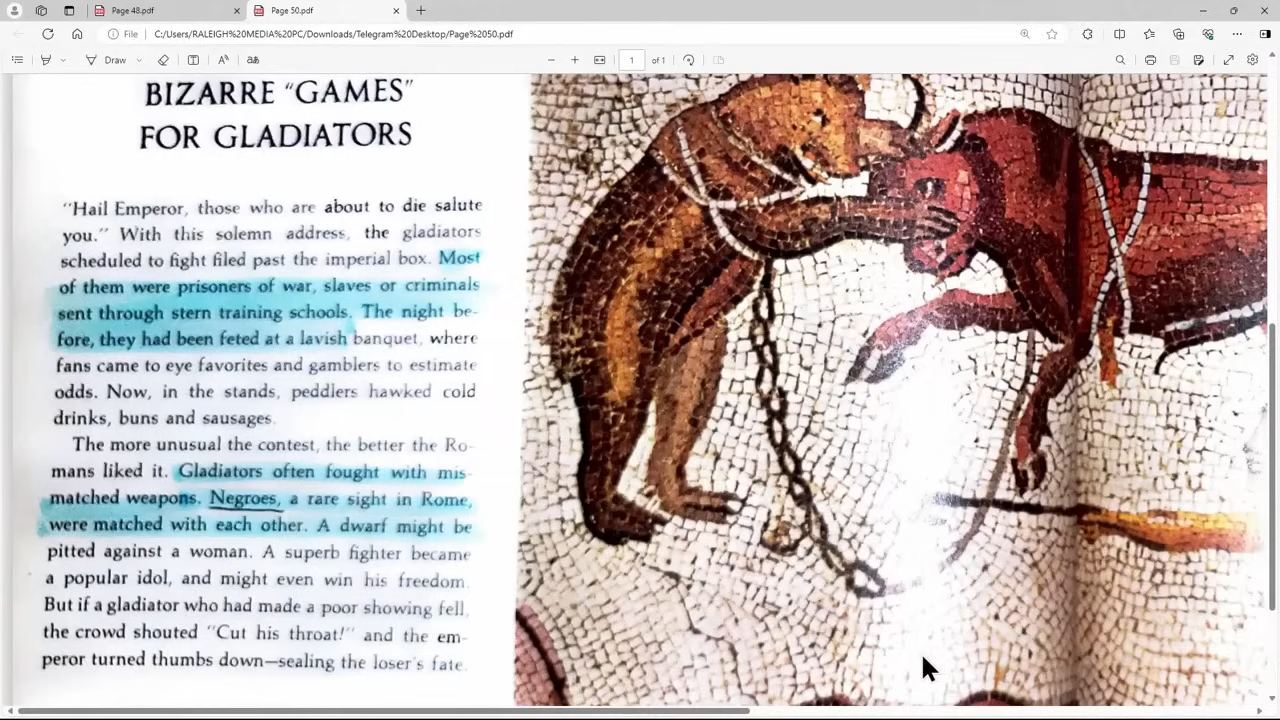 Page 48.pdf
Page 50.pdf
File
C:/Users/RALEIGH%20MEDIA%20PC/Downloads/Telegram%20Desktop/Page%2050.pdf
Draw
1 of 1
BIZARRE "GAMES"
FOR GLADIATORS
"Hail Emperor, those who are about to die salute
you." With this solemn address, the gladiators
scheduled to fight filed past the imperial box. Most
of them were prisoners of war, slaves or criminals
sent through stern training schools. The night be-
fore, they had been feted at a lavish banquet, where
fans came to eye favorites and gamblers to estimate
odds. Now, in the stands, peddlers hawked cold
drinks, buns and sausages.
The more unusual the contest, the better the Ro-
mans liked it. Gladiators often fought with mis-
matched weapons. Negroes, a rare sight in Rome,
were matched with each other. A dwarf might be
pitted against a woman. A superb fighter became
a popular idol, and might even win his freedom.
But if a gladiator who had made a poor showing fell,
the crowd shouted "Cut his throat!" and the em-
peror turned thumbs down—sealing the loser's fate.